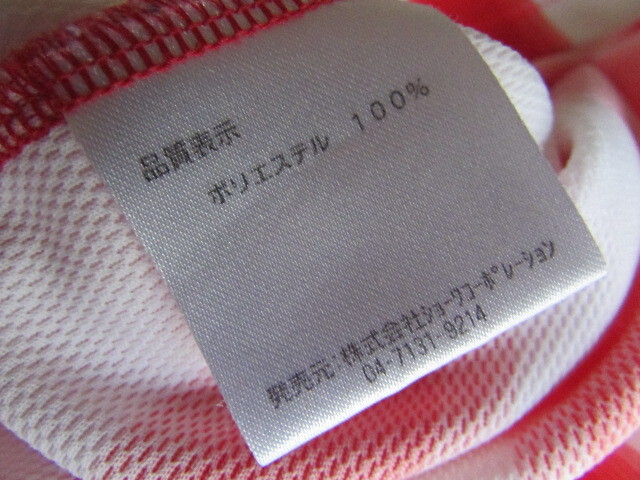 品質表示
ポリエステル 100%
発売元:株式会社ショーワコーポレーション
04-7131-9214